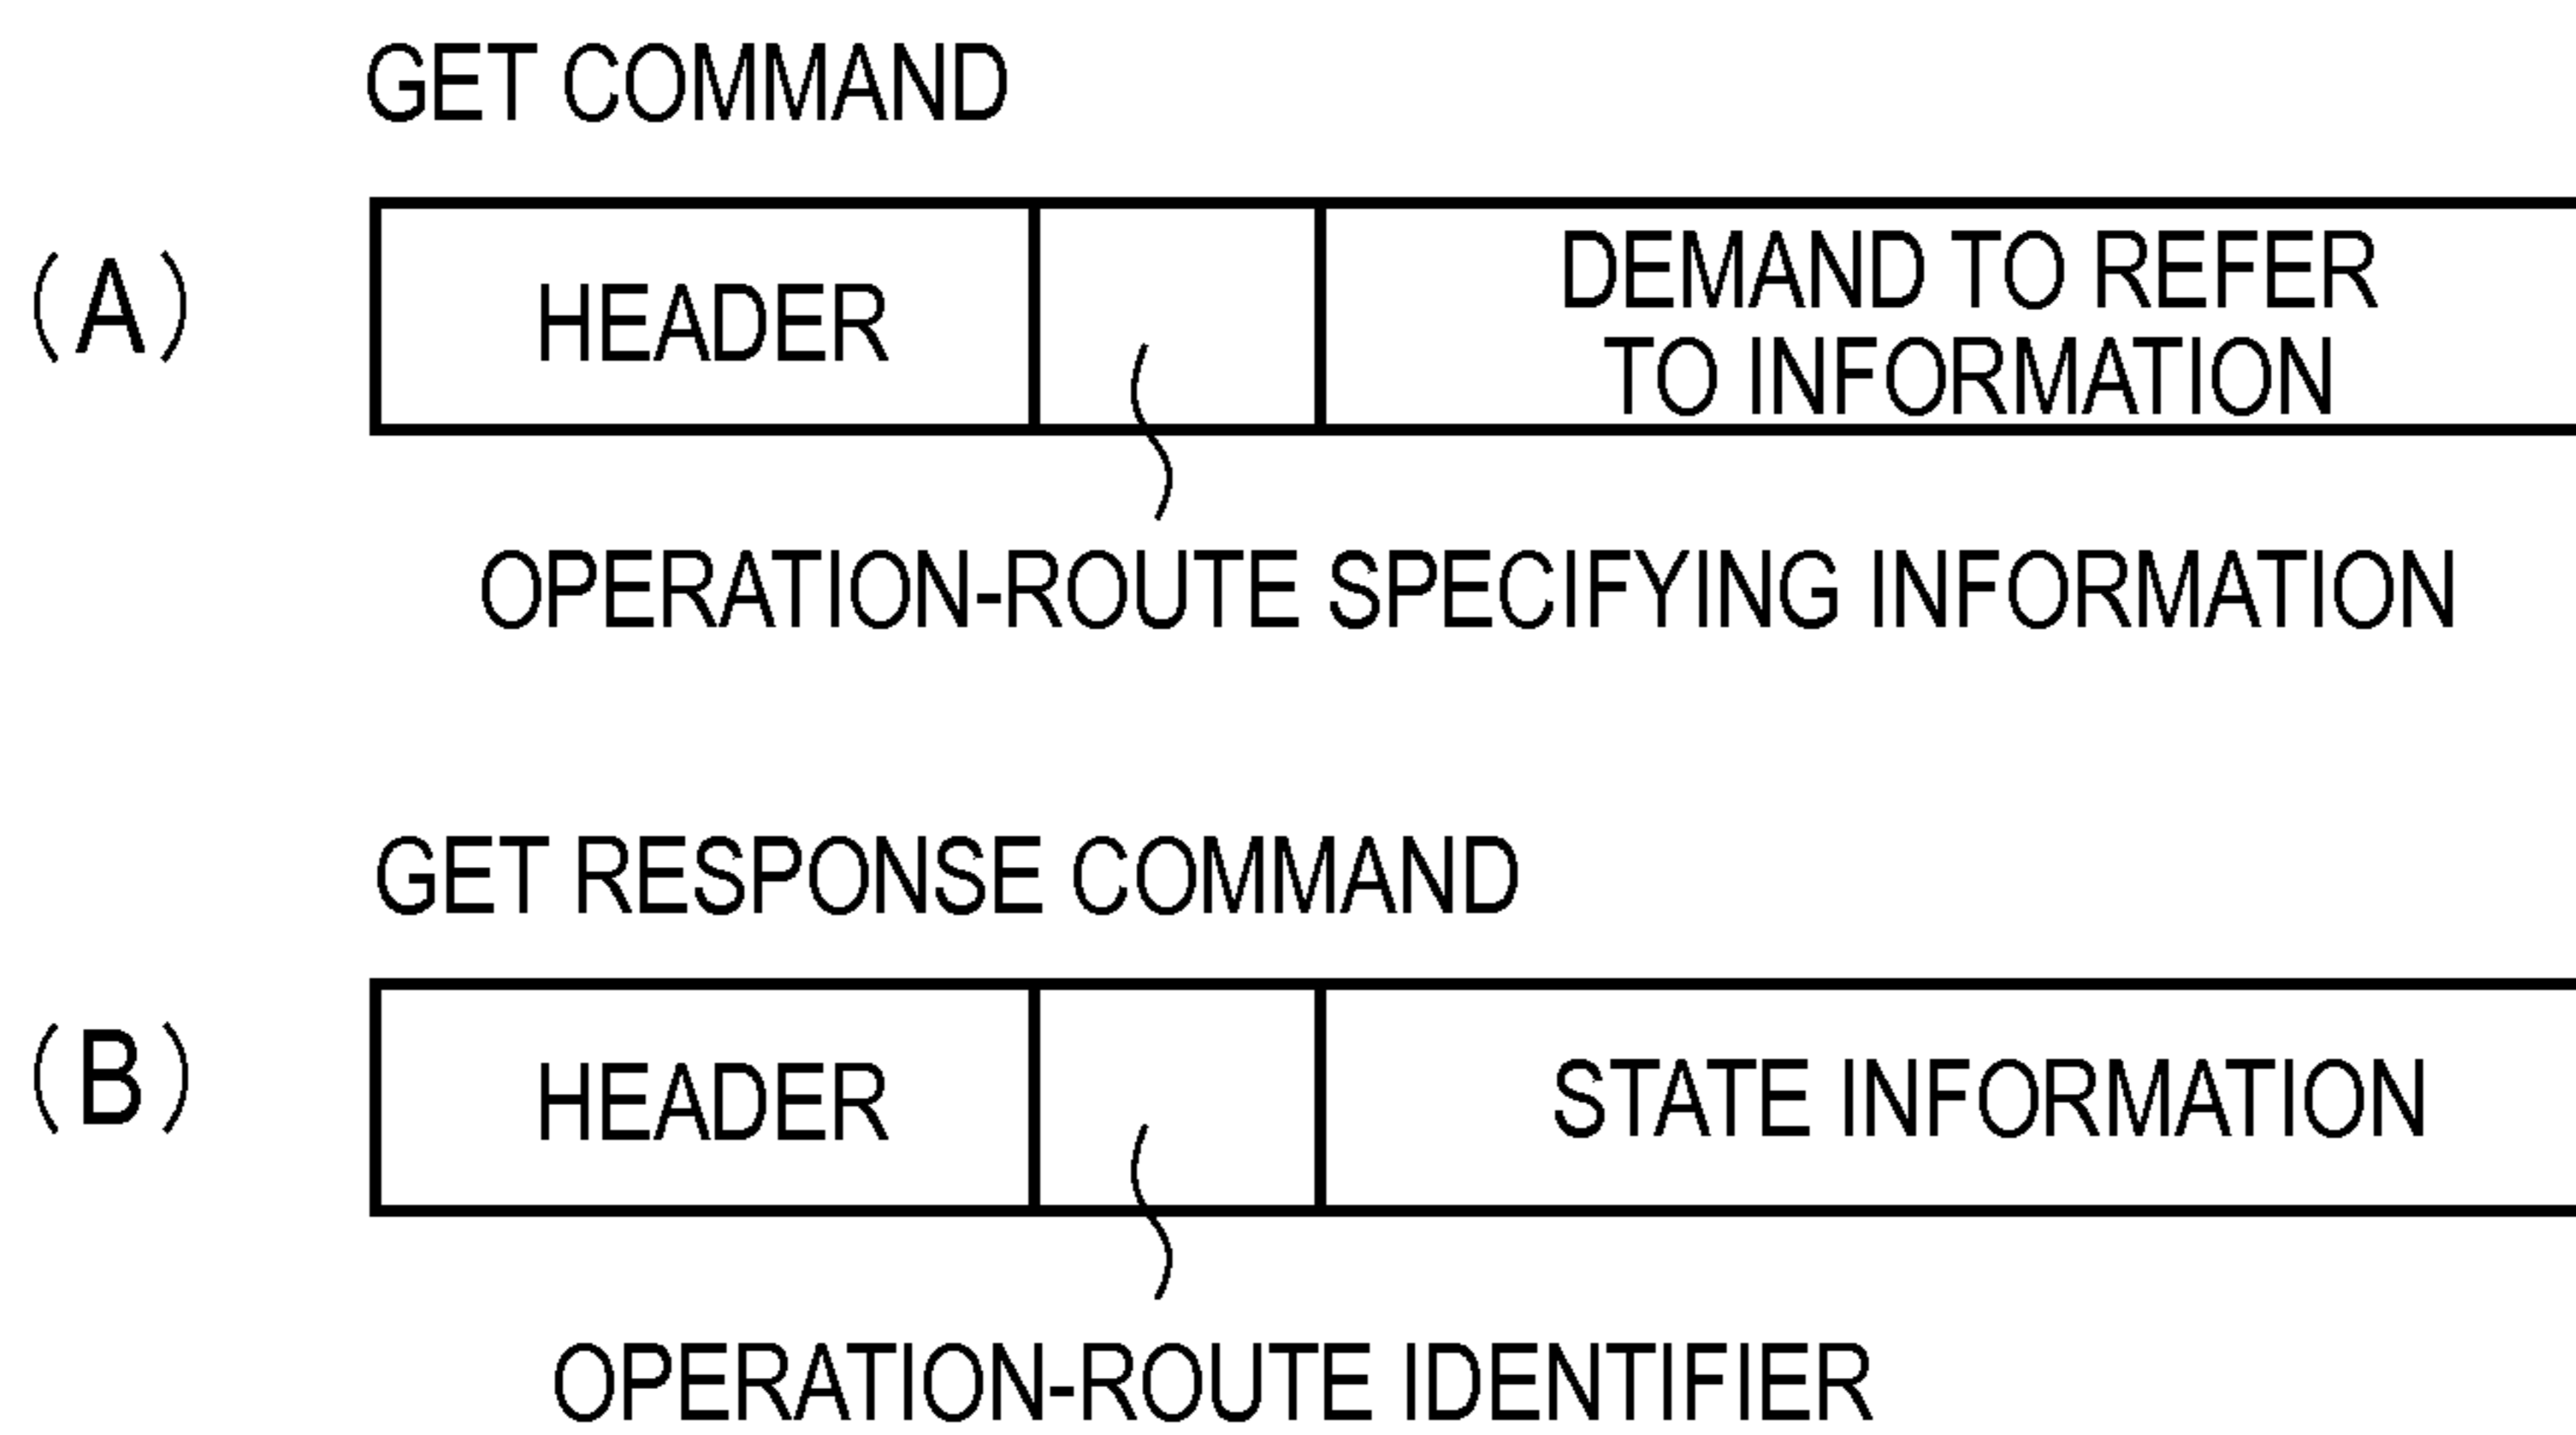 GET COMMAND
(A)
HEADER
DEMAND TO REFER
TO INFORMATION
OPERATION-ROUTE SPECIFYING INFORMATION
GET RESPONSE COMMAND
(B)
HEADER
STATE INFORMATION
OPERATION-ROUTE IDENTIFIER